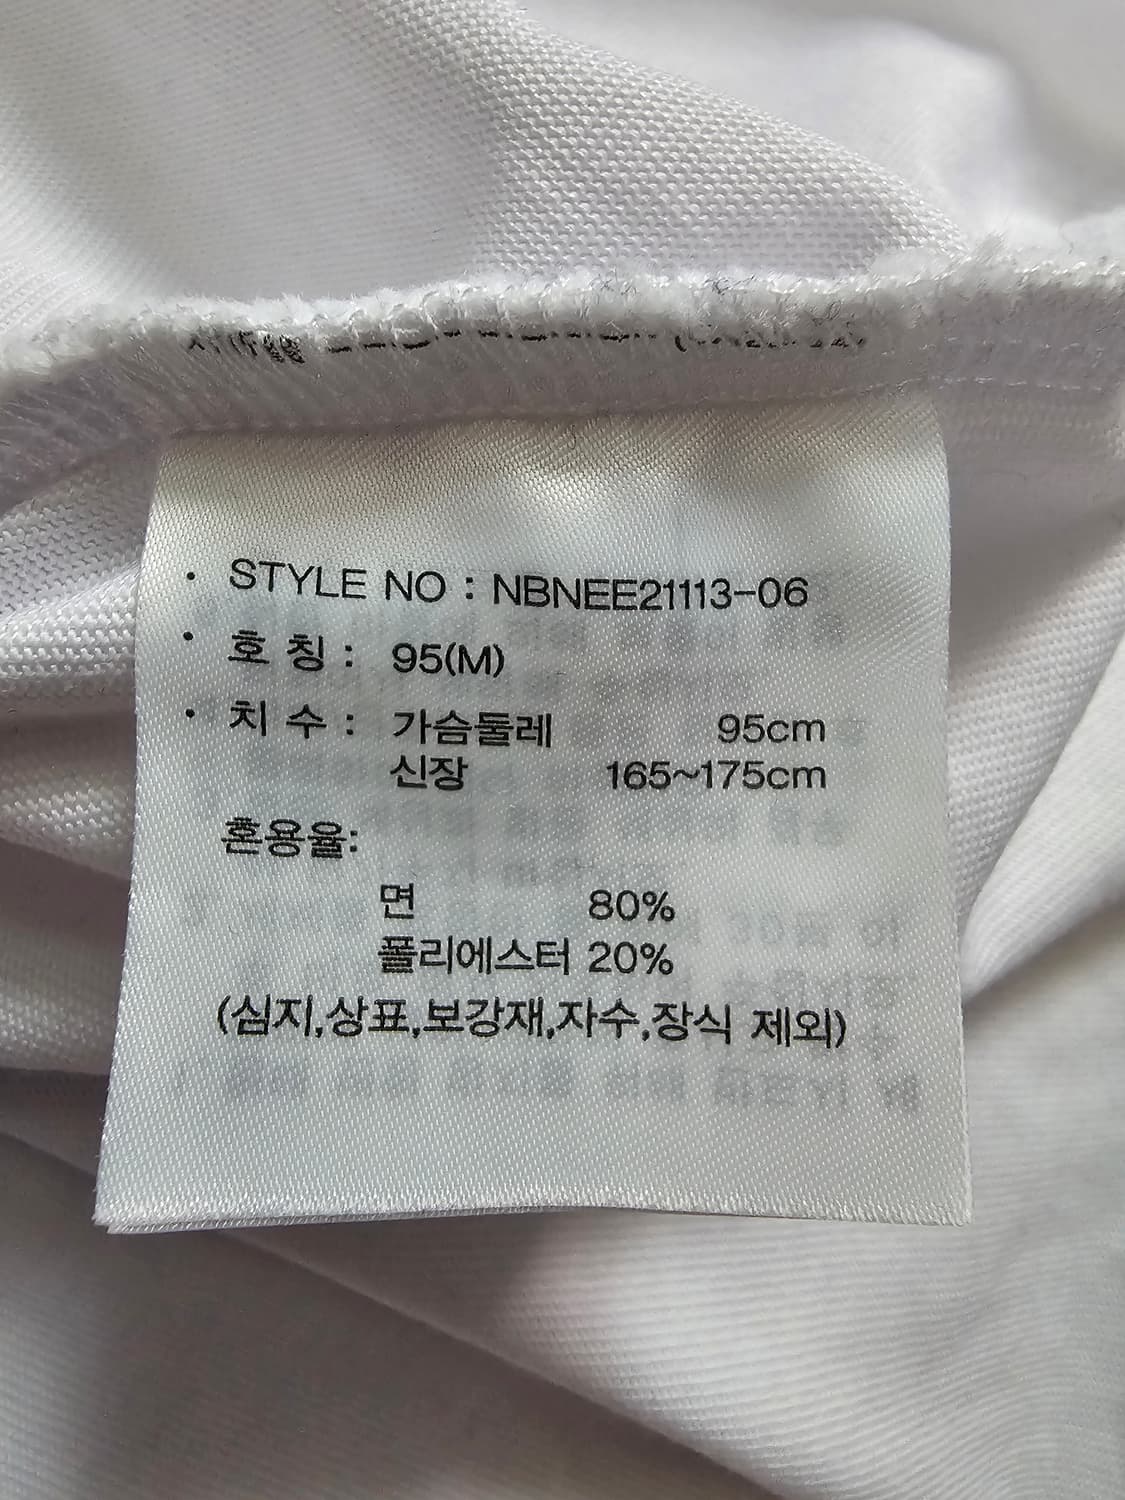 · STYLE NO : NBNEE21113-06
· 호 칭 : 95(M)
· 치 수 : 가슴둘레 95cm
신장 165~175cm
혼용율:
면 80%
폴리에스터 20%
(심지,상표,보강재,자수,장식 제외)